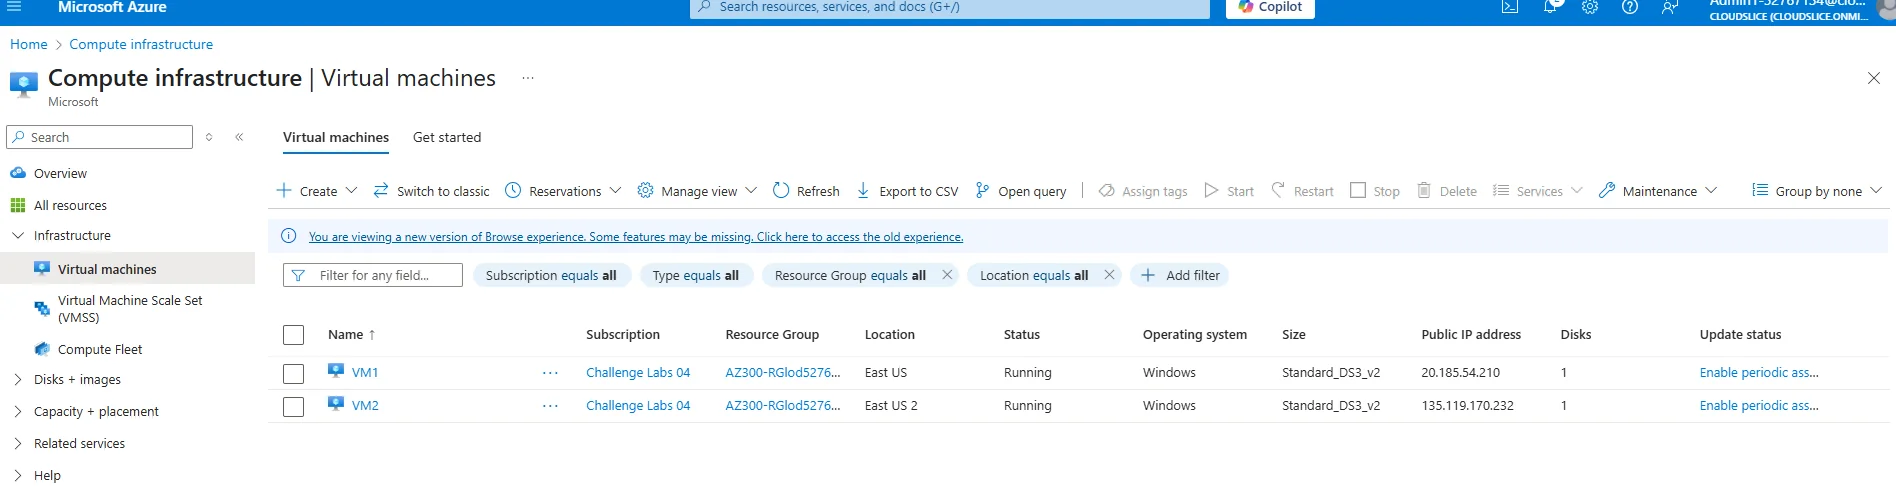 Microsoft Azure
Search resources, services, and docs (G+/)
Copilot
CLOUDSLICE (CLOUDSLICE.ONMI...
Home > Compute infrastructure
Compute infrastructure | Virtual machines ...
Microsoft
Search
Overview
All resources
Infrastructure
Virtual machines
Virtual Machine Scale Set
(VMSS)
Compute Fleet
Disks + images
Capacity + placement
Related services
Help
Virtual machines Get started
Create Switch to classic Reservations Manage view Refresh Export to CSV Open query Assign tags Start Restart Stop Delete Services Maintenance Group by none
You are viewing a new version of Browse experience. Some features may be missing. Click here to access the old experience.
Filter for any field... Subscription equals all Type equals all Resource Group equals all Location equals all Add filter
Name ↑ Subscription Resource Group Location Status Operating system Size Public IP address Disks Update status
VM1 ... Challenge Labs 04 AZ300-RGlod5276... East US Running Windows Standard_DS3_v2 20.185.54.210 1 Enable periodic ass...
VM2 ... Challenge Labs 04 AZ300-RGlod5276... East US 2 Running Windows Standard_DS3_v2 135.119.170.232 1 Enable periodic ass...